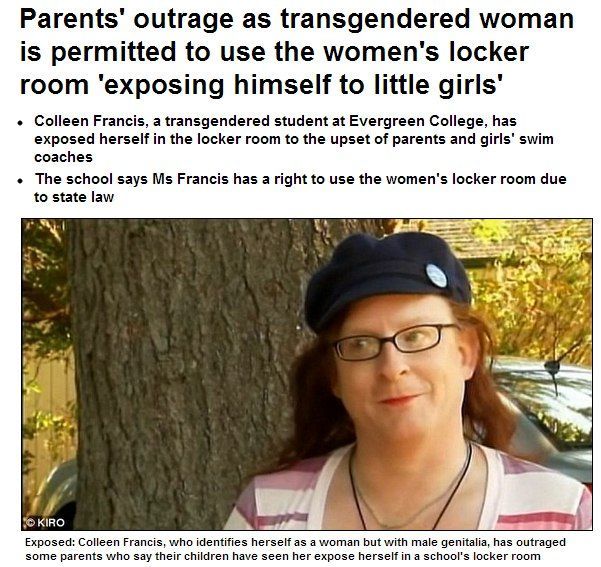 Parents' outrage as transgendered woman
is permitted to use the women's locker
room 'exposing himself to little girls'
• Colleen Francis, a transgendered student at Evergreen College, has
exposed herself in the locker room to the upset of parents and girls' swim
coaches
• The school says Ms Francis has a right to use the women's locker room due
to state law
© KIRO
Exposed: Colleen Francis, who identifies herself as a woman but with male genitalia, has outraged
some parents who say their children have seen her expose herself in a school's locker room